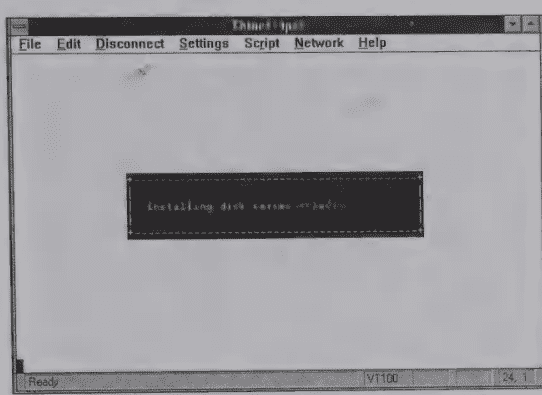 File Edit Disconnect Settings Script Network Help
Installing disk
Ready VT100 24, 1